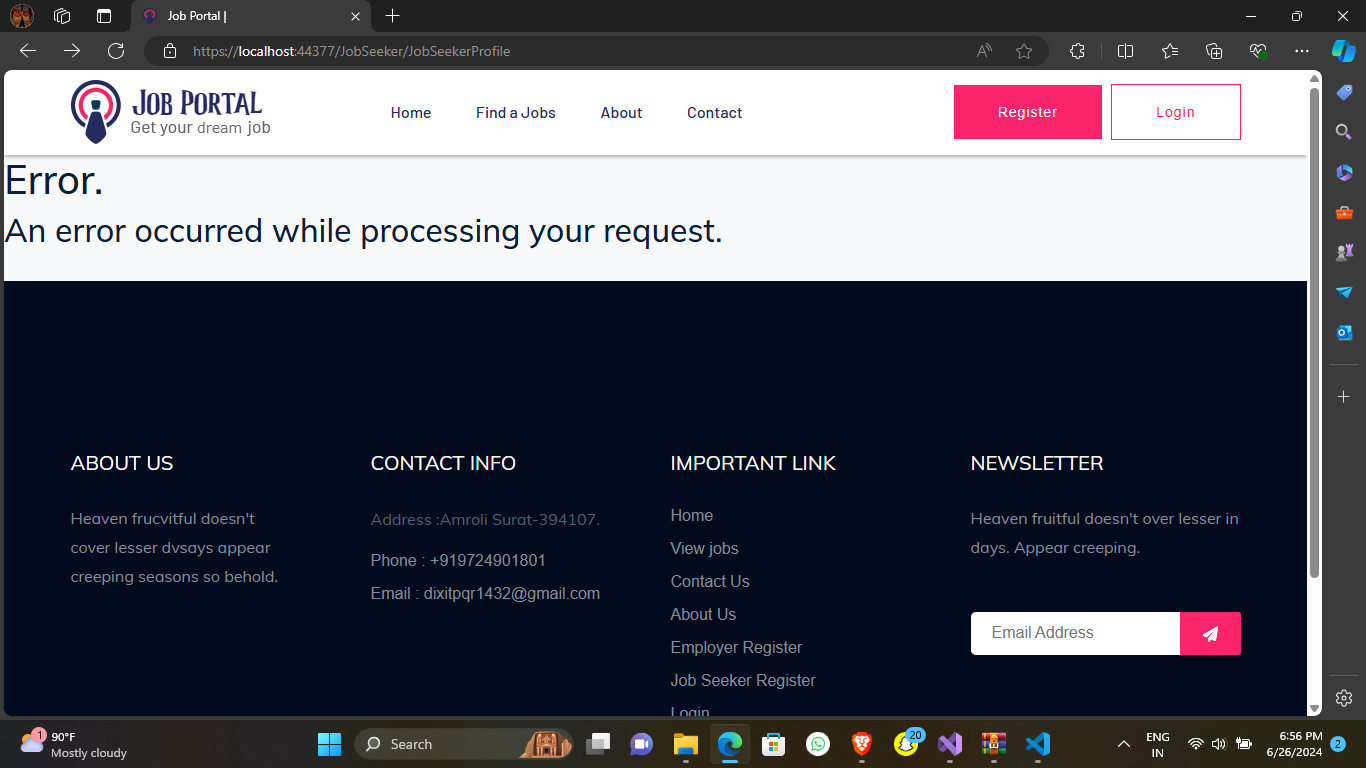 Job Portal |
https://localhost:44377/JobSeeker/JobSeekerProfile
JOB PORTAL
Get your dream job
Home
Find a Jobs
About
Contact
Register
Login
Error.
An error occurred while processing your request.
ABOUT US
Heaven frucvitful doesn't
cover lesser dvsays appear
creeping seasons so behold.
CONTACT INFO
Address :Amroli Surat-394107.
Phone : +919724901801
Email : dixitpqr1432@gmail.com
IMPORTANT LINK
Home
View jobs
Contact Us
About Us
Employer Register
Job Seeker Register
Login
NEWSLETTER
Heaven fruitful doesn't over lesser in
days. Appear creeping.
Email Address
1
90°F
Mostly cloudy
Search
20
ENG
IN
6:56 PM
6/26/2024
2